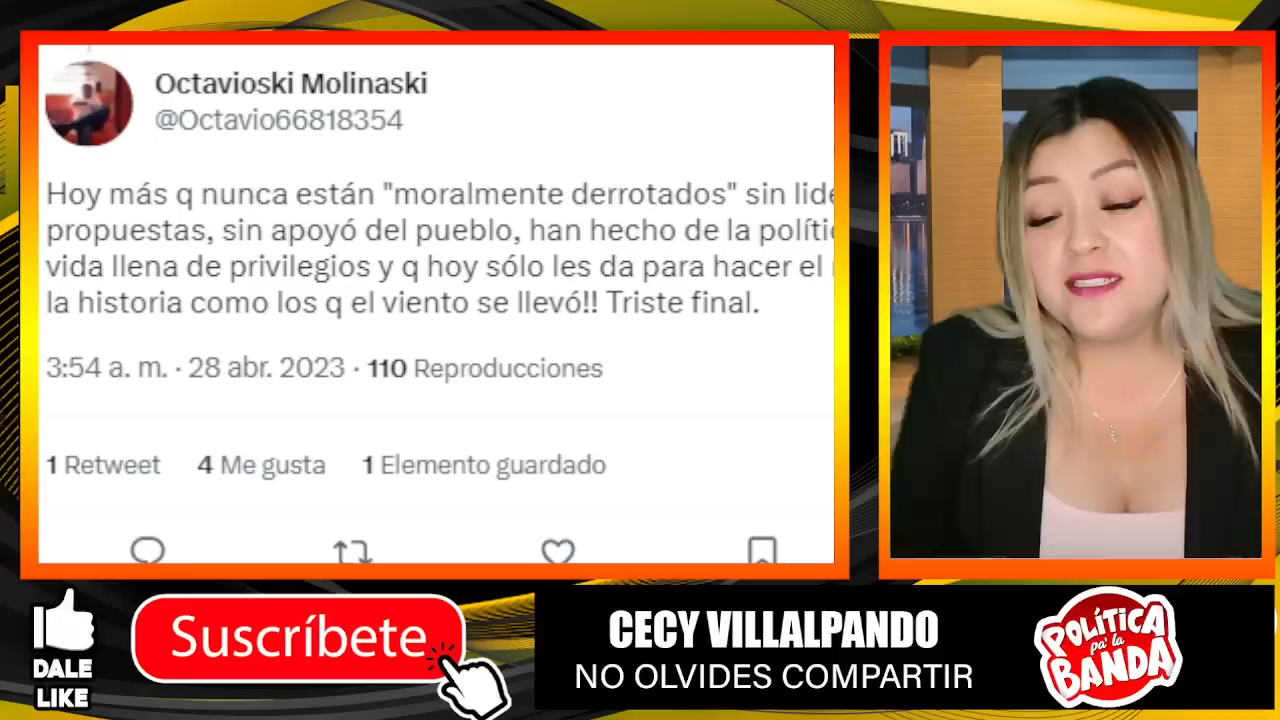 Octavioski Molinaski
@Octavio66818354
Hoy más q nunca están "moralmente derrotados" sin
propuestas, sin apoyó del pueblo, han hecho de la
vida llena de privilegios y q hoy sólo les da para hacer el
la historia como los q el viento se llevó!! Triste final.
3:54 a. m. · 28 abr. 2023 · 110 Reproducciones
1 Retweet 4 Me gusta 1 Elemento guardado
DALE
LIKE
Suscríbete
CECY VILLALPANDO
NO OLVIDES COMPARTIR
POLÍTICA
pa' la
BANDA